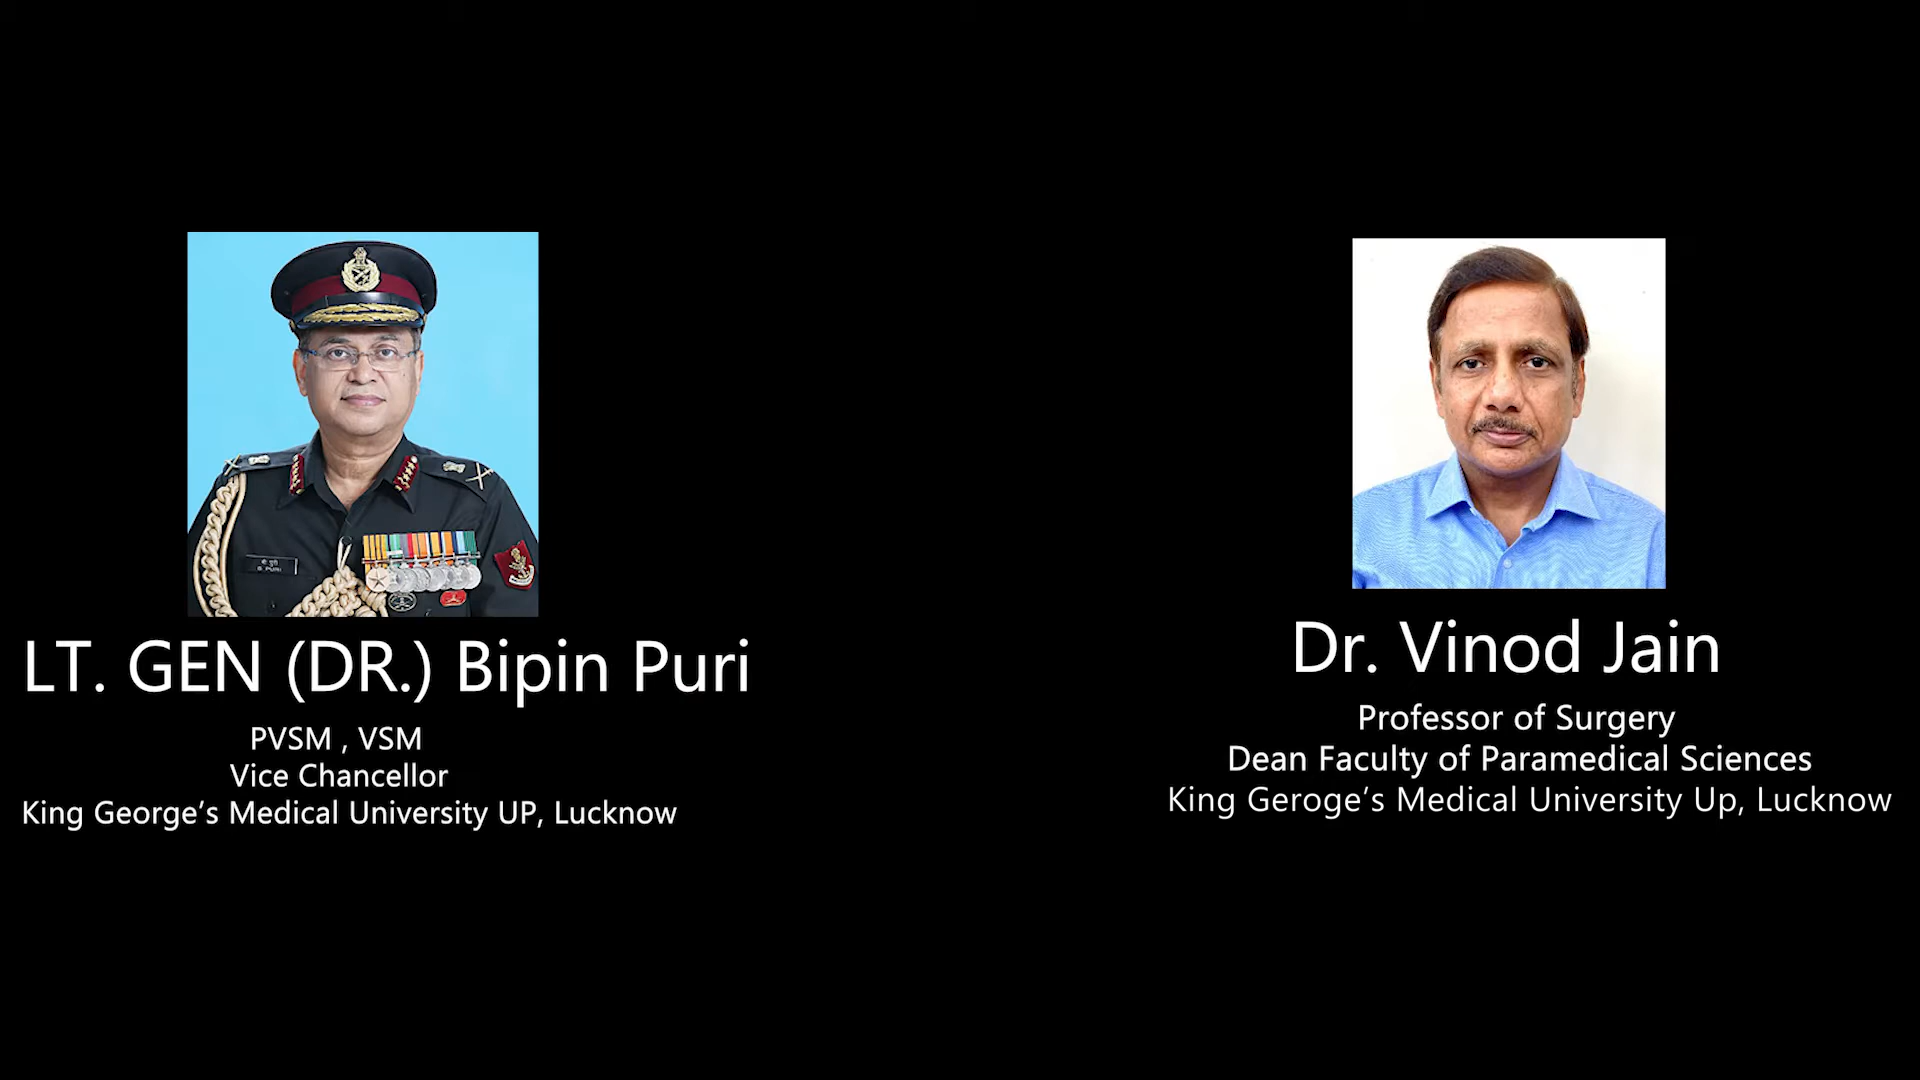 LT. GEN (DR.) Bipin Puri
PVSM , VSM
Vice Chancellor
King George's Medical University UP, Lucknow
Dr. Vinod Jain
Professor of Surgery
Dean Faculty of Paramedical Sciences
King Geroge's Medical University Up, Lucknow
B. PURI